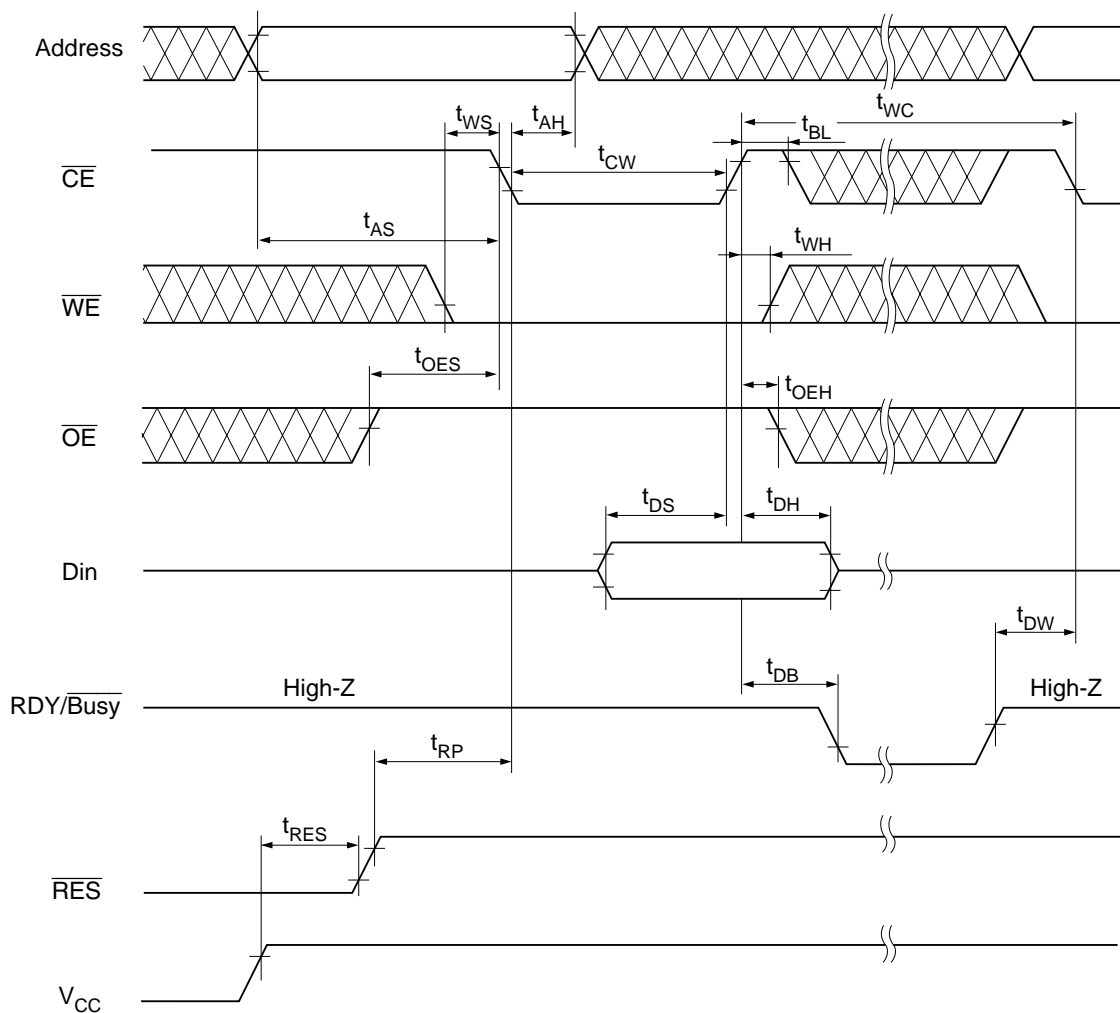 Address
tWC
tWS
tAH
tBL
tCW
CE
tAS
tWH
WE
tOES
tOEH
OE
tDS
tDH
Din
tDW
tDB
High-Z
High-Z
RDY/Busy
tRP
tRES
RES
VCC